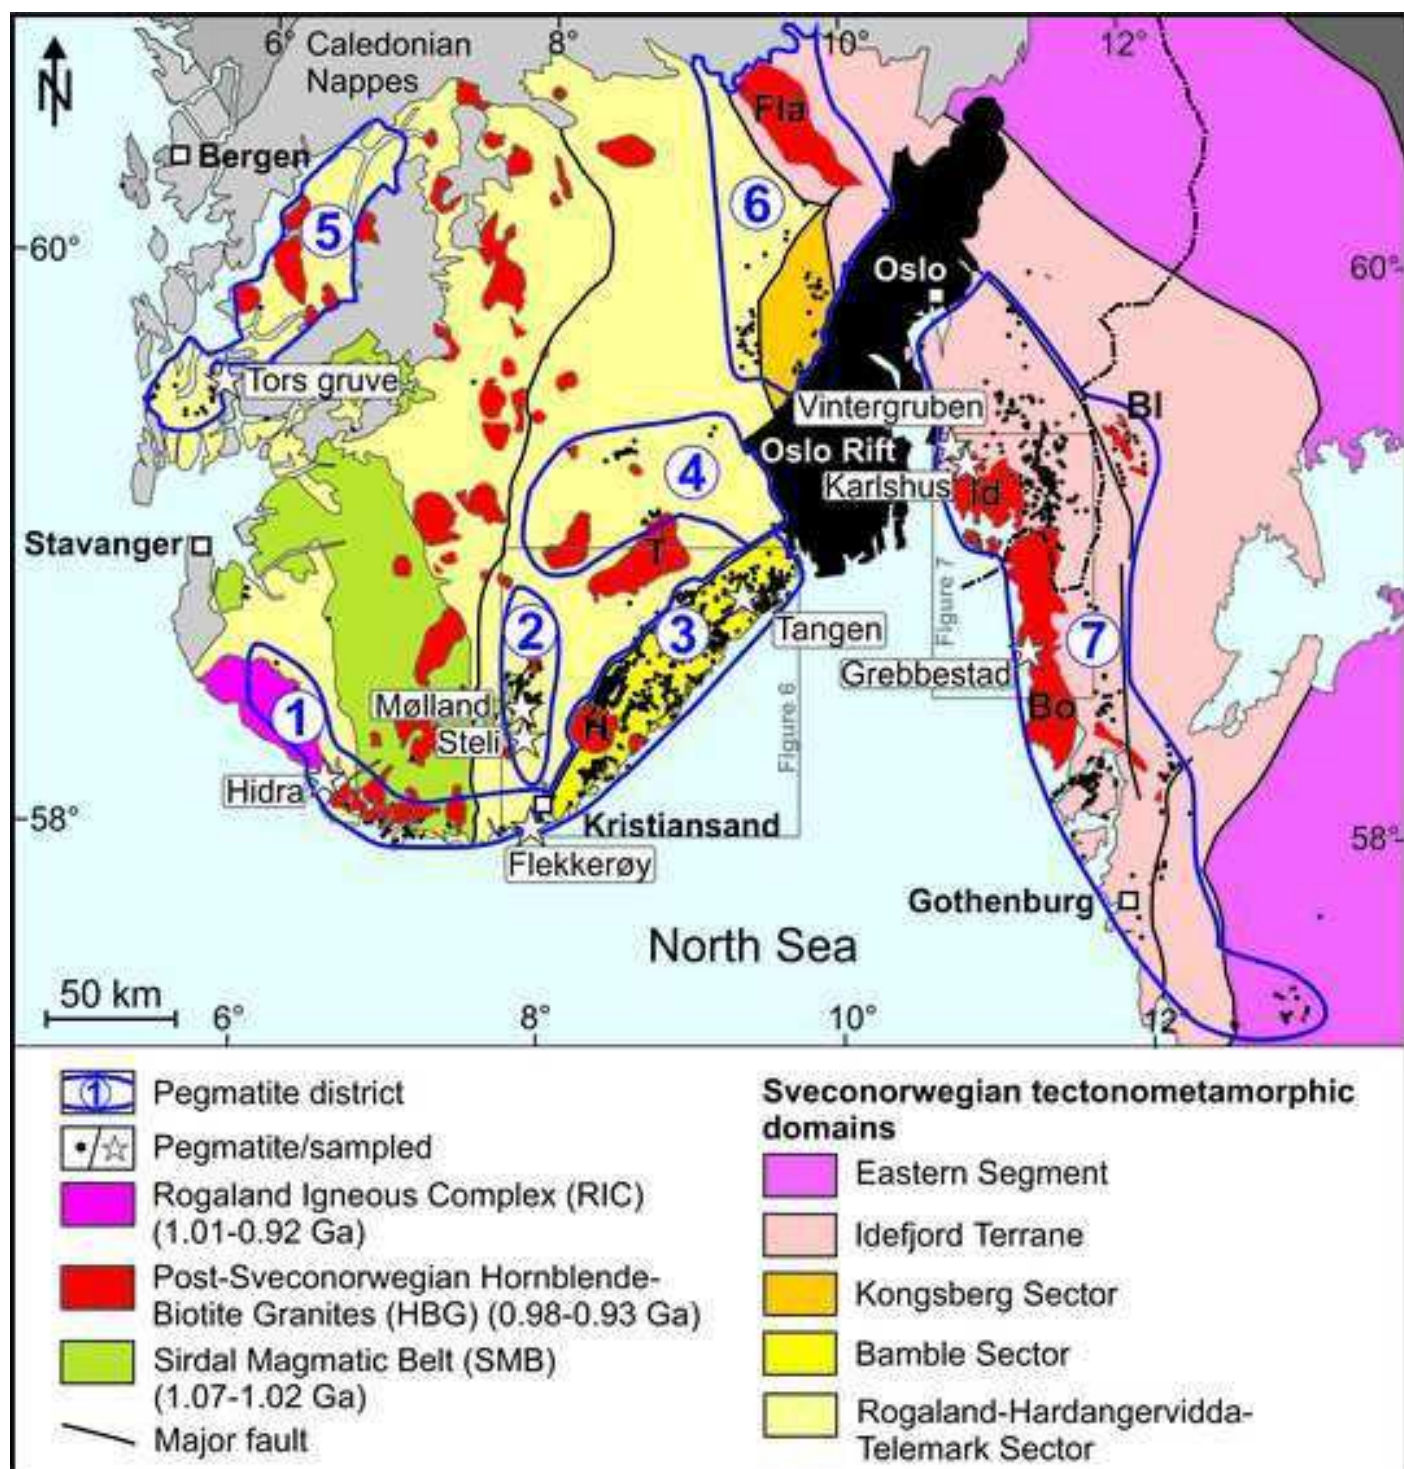 6°
Caledonian
Nappes
8°
10°
12°
N
Fla
Bergen
6
5
60°
60°
Oslo
Tors gruve
Vintergruben
Bl
Oslo Rift
4
Karlshus
Id
Stavanger
T
Figure 7
2
3
Tangen
7
Grebbestad
1
Mølland
Bo
H
Steli
Figure 6
Hidra
58°
Kristiansand
58°
Flekkerøy
Gothenburg
North Sea
50 km
6°
8°
10°
12
1 Pegmatite district
Pegmatite/sampled
Rogaland Igneous Complex (RIC)
(1.01-0.92 Ga)
Post-Sveconorwegian Hornblende-
Biotite Granites (HBG) (0.98-0.93 Ga)
Sirdal Magmatic Belt (SMB)
(1.07-1.02 Ga)
Major fault
Sveconorwegian tectonometamorphic
domains
Eastern Segment
Idefjord Terrane
Kongsberg Sector
Bamble Sector
Rogaland-Hardangervidda-
Telemark Sector